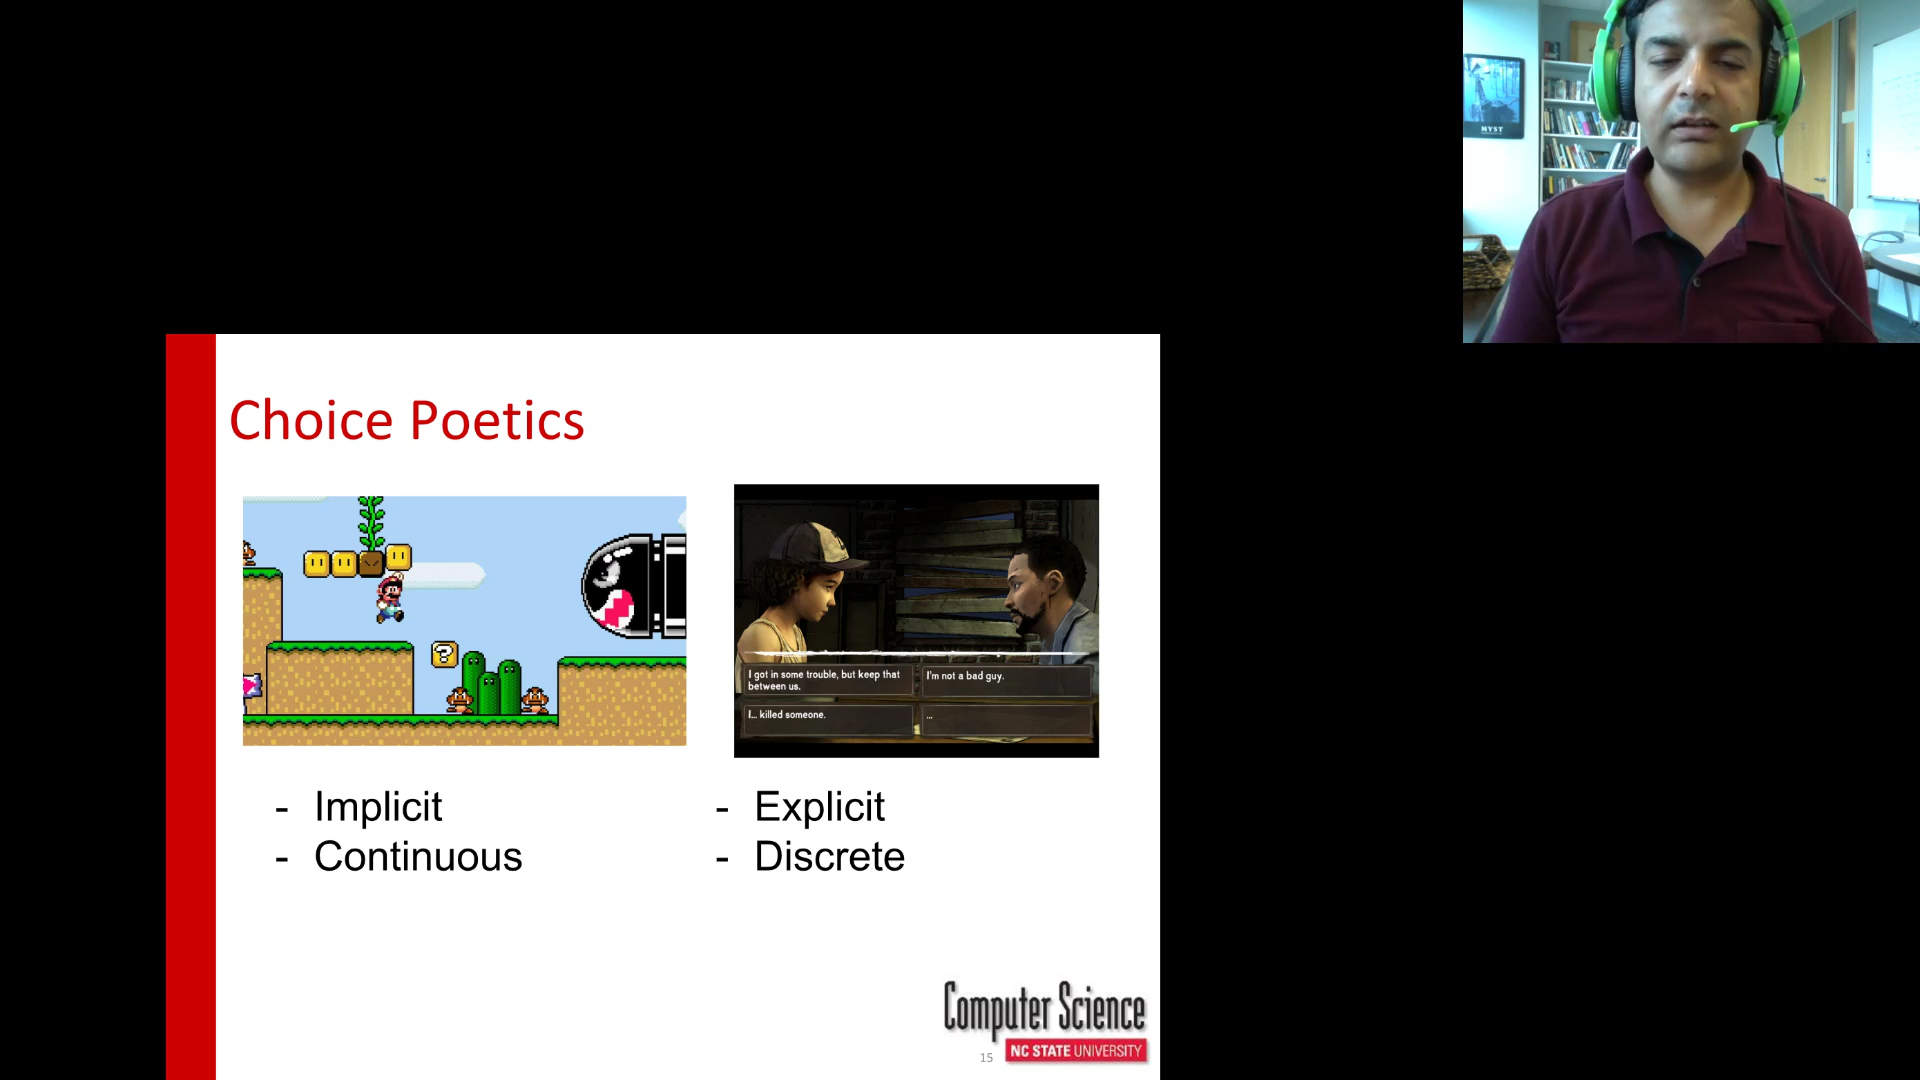 MYST
Choice Poetics
I got in some trouble, but keep that
between us.
I'm not a bad guy.
I... killed someone.
...
- Implicit
- Continuous
- Explicit
- Discrete
Computer Science
NC STATE UNIVERSITY
15